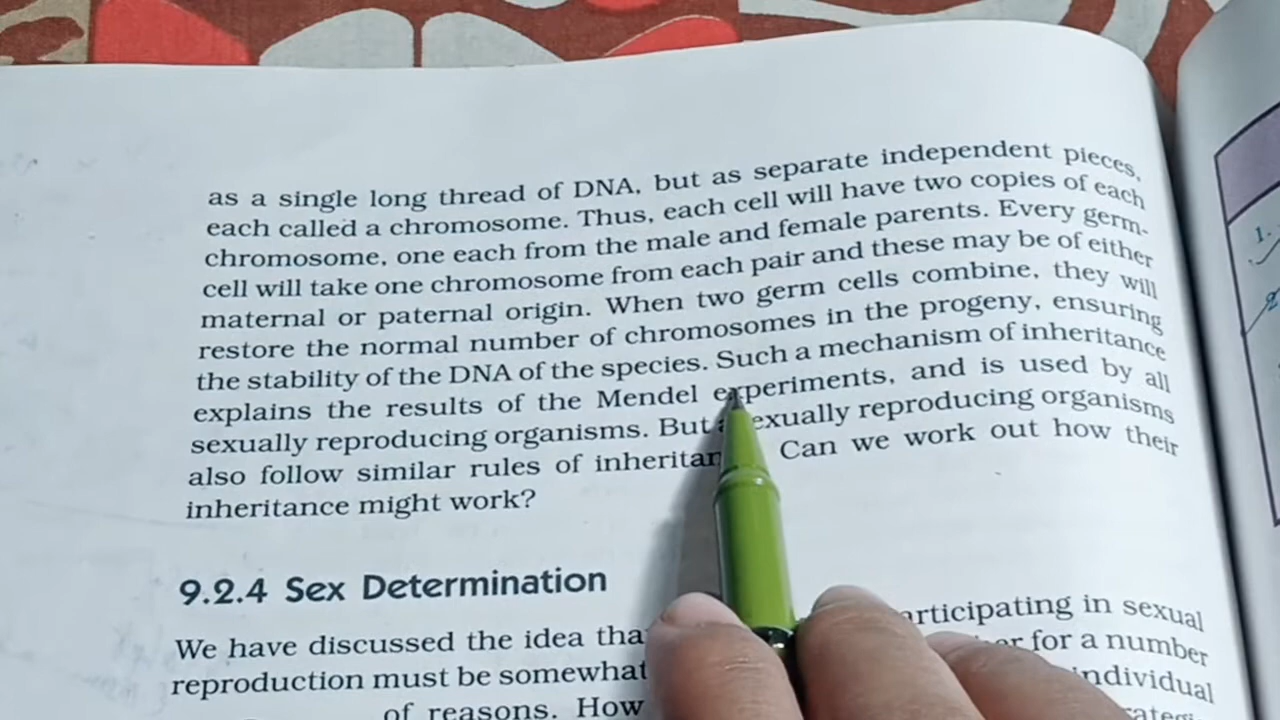 as a single long thread of DNA, but as separate independent pieces,
each called a chromosome. Thus, each cell will have two copies of each
chromosome, one each from the male and female parents. Every germ-
cell will take one chromosome from each pair and these may be of either
maternal or paternal origin. When two germ cells combine, they will
restore the normal number of chromosomes in the progeny, ensuring
the stability of the DNA of the species. Such a mechanism of inheritance
explains the results of the Mendel experiments, and is used by all
sexually reproducing organisms. But asexually reproducing organisms
also follow similar rules of Can we work out how their
inheritance might work?
9.2.4 Sex Determination
We have discussed the idea in sexual
reproduction must be somewhat for a number
of reasons. How individual
1.